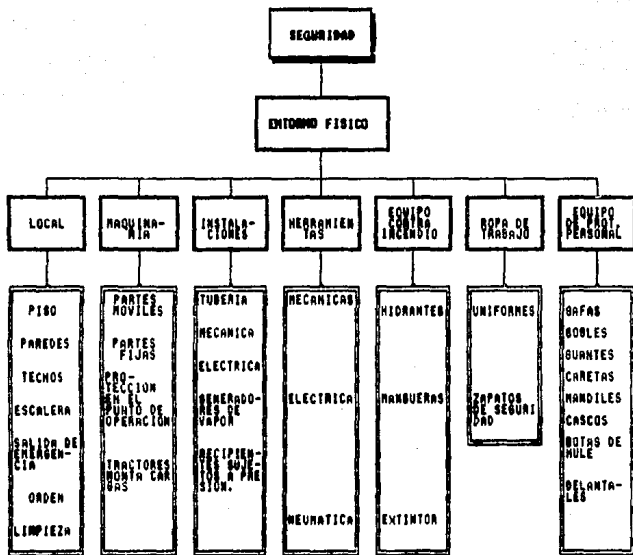 SEGURIDAD
ENTORNO FISICO
LOCAL
MAQUINA-
RIA
INSTALA-
CIONES
HERRAMIEN
TAS
EQUIPO
CONTRA
INCENDIO
ROPA DE
TRABAJO
EQUIPO
DE PROT.
PERSONAL
PISO
PAREDES
TECHOS
ESCALERA
SALIDA DE
EMERGEN-
CIA
ORDEN
LIMPIEZA
PARTES
MOVILES
PARTES
FIJAS
PRO-
TECCION
EN EL
PUNTO DE
OPERACION
TRACTORES
MONTA CAR
GAS
TUBERIA
MECANICA
ELECTRICA
GENERADO-
RES DE
VAPOR
RECIPIEN-
TES SUJE-
TOS A PRE
SION.
MECANICAS
ELECTRICA
NEUMATICA
HIDRANTES
MANGUERAS
EXTINTOR
UNIFORMES
ZAPATOS
DE SEGURI
DAD
GAFAS
GOBLES
GUANTES
CARETAS
MANDILES
CASCOS
BOTAS DE
HULE
DELANTA-
LES